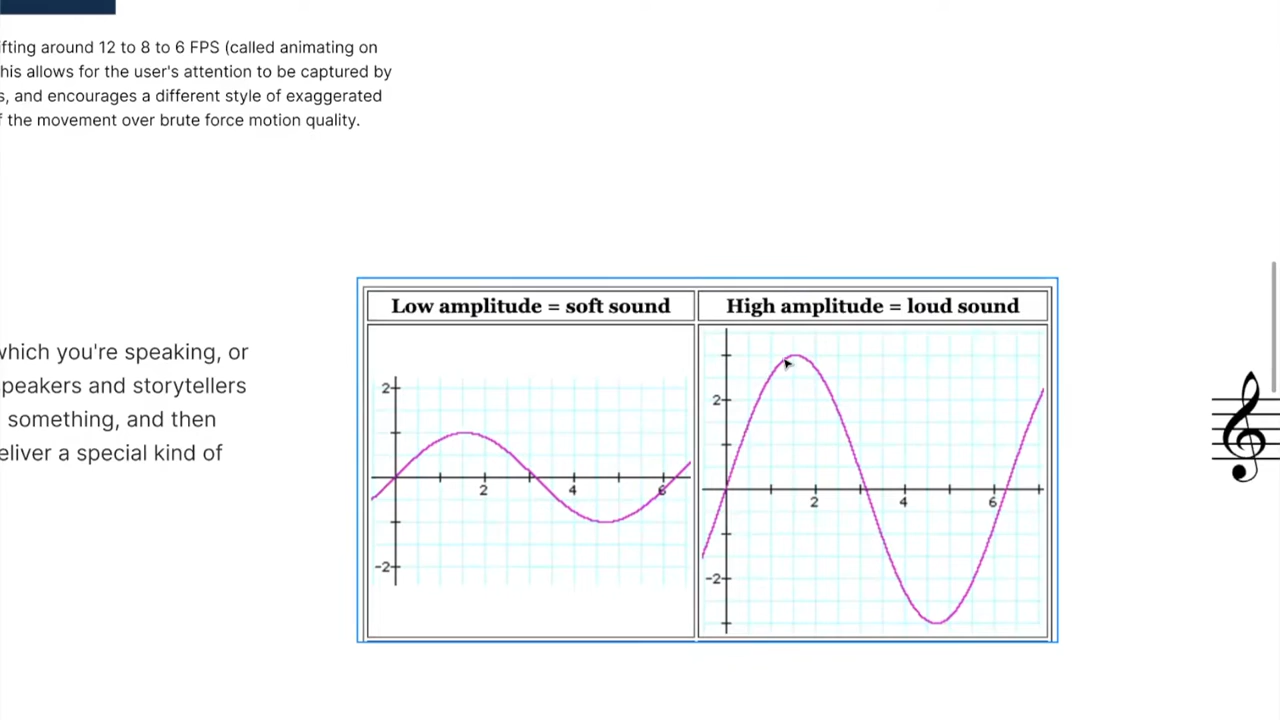 ifting around 12 to 8 to 6 FPS (called animating on
his allows for the user's attention to be captured by
s, and encourages a different style of exaggerated
f the movement over brute force motion quality.
which you're speaking, or
peakers and storytellers
something, and then
eliver a special kind of
Low amplitude = soft sound
High amplitude = loud sound
2
2
4
6
-2
2
2
4
6
-2